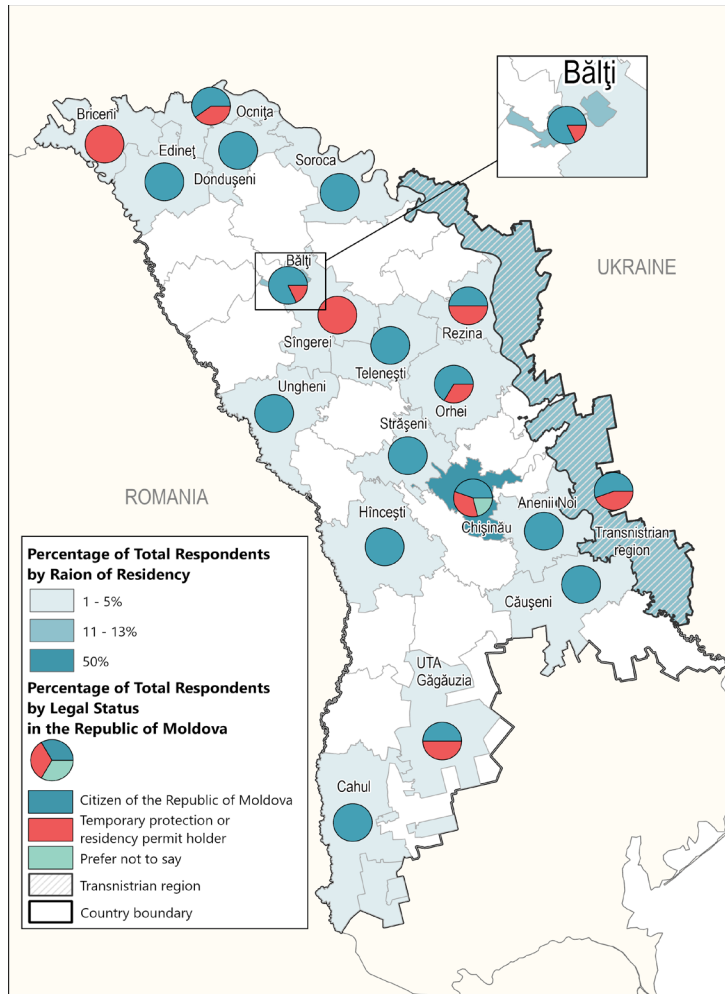 Bălţi
Briceni
Ocniţa
Edineţ
Donduşeni
Soroca
UKRAINE
Bălţi
Sîngerei
Rezina
Teleneşti
Ungheni
Orhei
Străşeni
ROMANIA
Hînceşti
Chişinău
Anenii Noi
Transnistrian
region
Căuşeni
UTA
Găgăuzia
Cahul
Percentage of Total Respondents
by Raion of Residency
1 - 5%
11 - 13%
50%
Percentage of Total Respondents
by Legal Status
in the Republic of Moldova
Citizen of the Republic of Moldova
Temporary protection or
residency permit holder
Prefer not to say
Transnistrian region
Country boundary